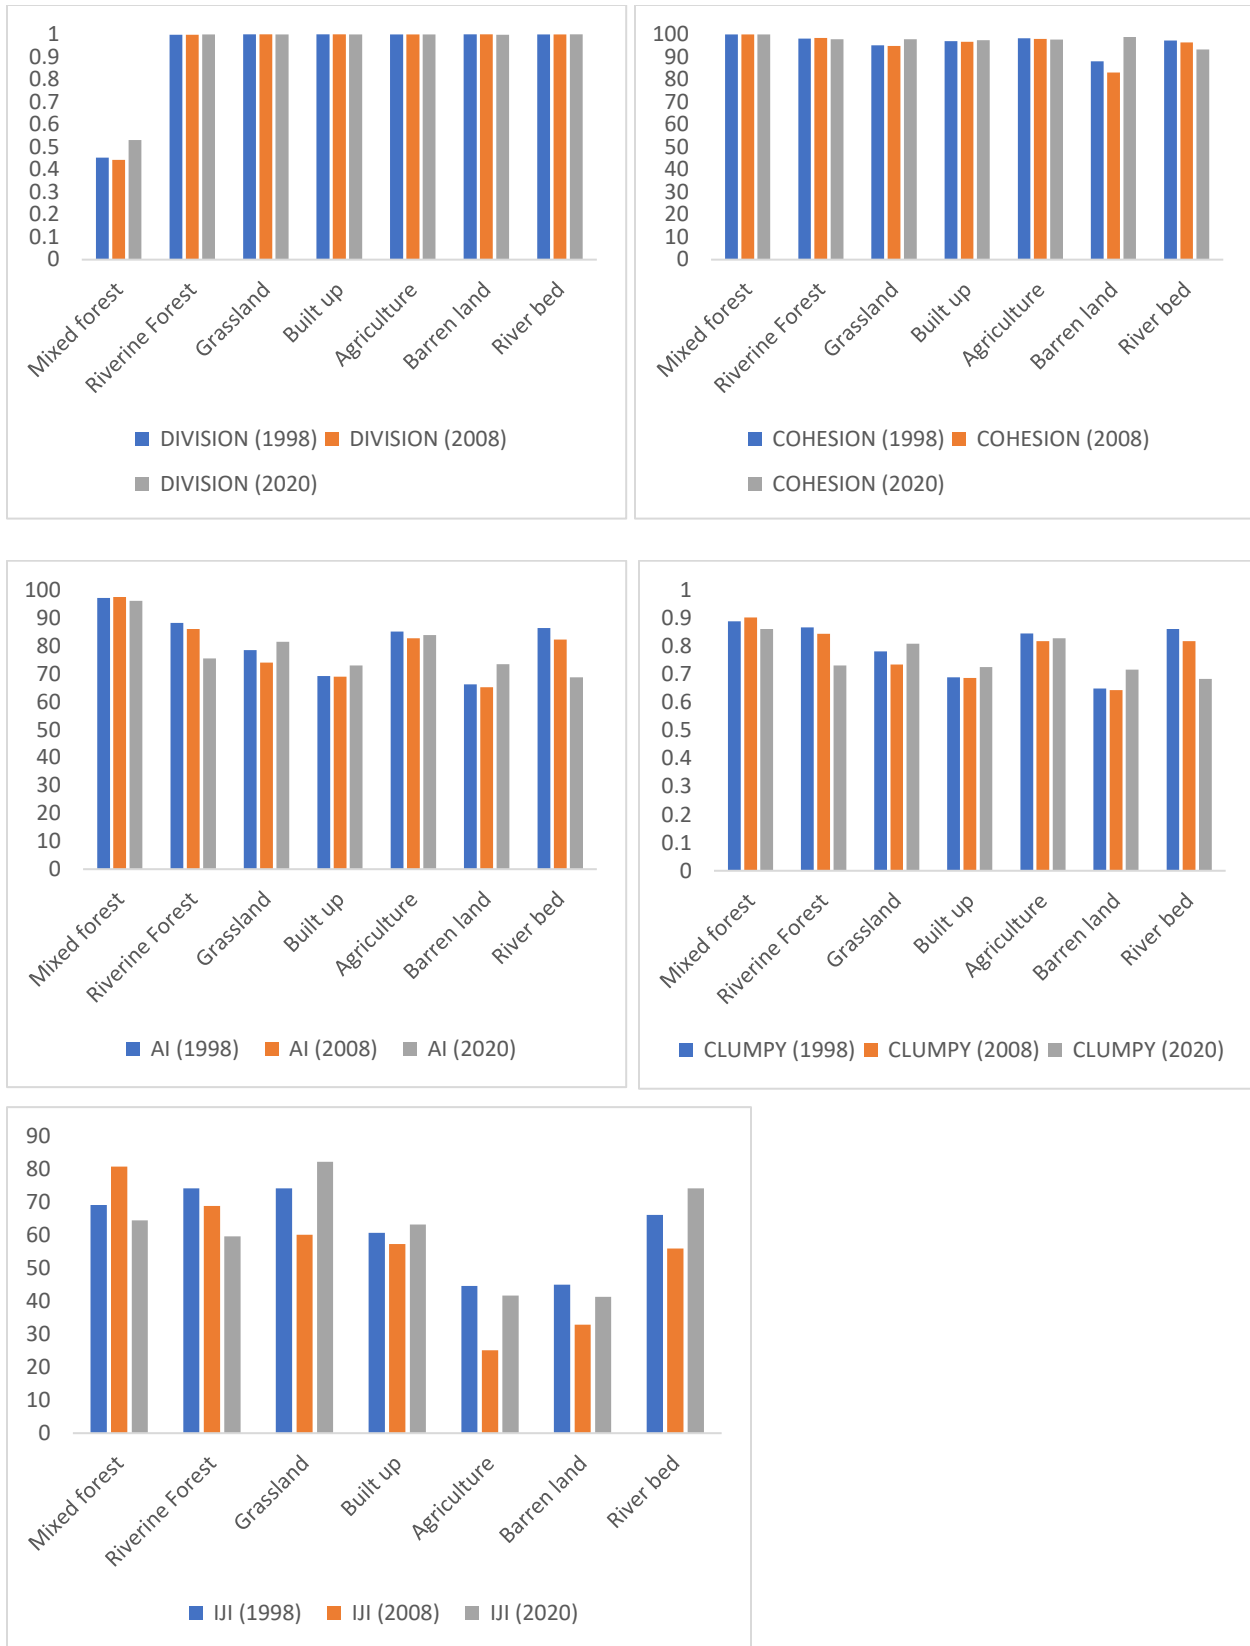 1
0.9
0.8
0.7
0.6
0.5
0.4
0.3
0.2
0.1
0
Mixed forest
Riverine Forest
Grassland
Built up
Agriculture
Barren land
River bed
DIVISION (1998) DIVISION (2008)
DIVISION (2020)
100
90
80
70
60
50
40
30
20
10
0
Mixed forest
Riverine Forest
Grassland
Built up
Agriculture
Barren land
River bed
COHESION (1998) COHESION (2008)
COHESION (2020)
100
90
80
70
60
50
40
30
20
10
0
Mixed forest
Riverine Forest
Grassland
Built up
Agriculture
Barren land
River bed
AI (1998) AI (2008) AI (2020)
1
0.9
0.8
0.7
0.6
0.5
0.4
0.3
0.2
0.1
0
Mixed forest
Riverine Forest
Grassland
Built up
Agriculture
Barren land
River bed
CLUMPY (1998) CLUMPY (2008) CLUMPY (2020)
90
80
70
60
50
40
30
20
10
0
Mixed forest
Riverine Forest
Grassland
Built up
Agriculture
Barren land
River bed
IJI (1998) IJI (2008) IJI (2020)